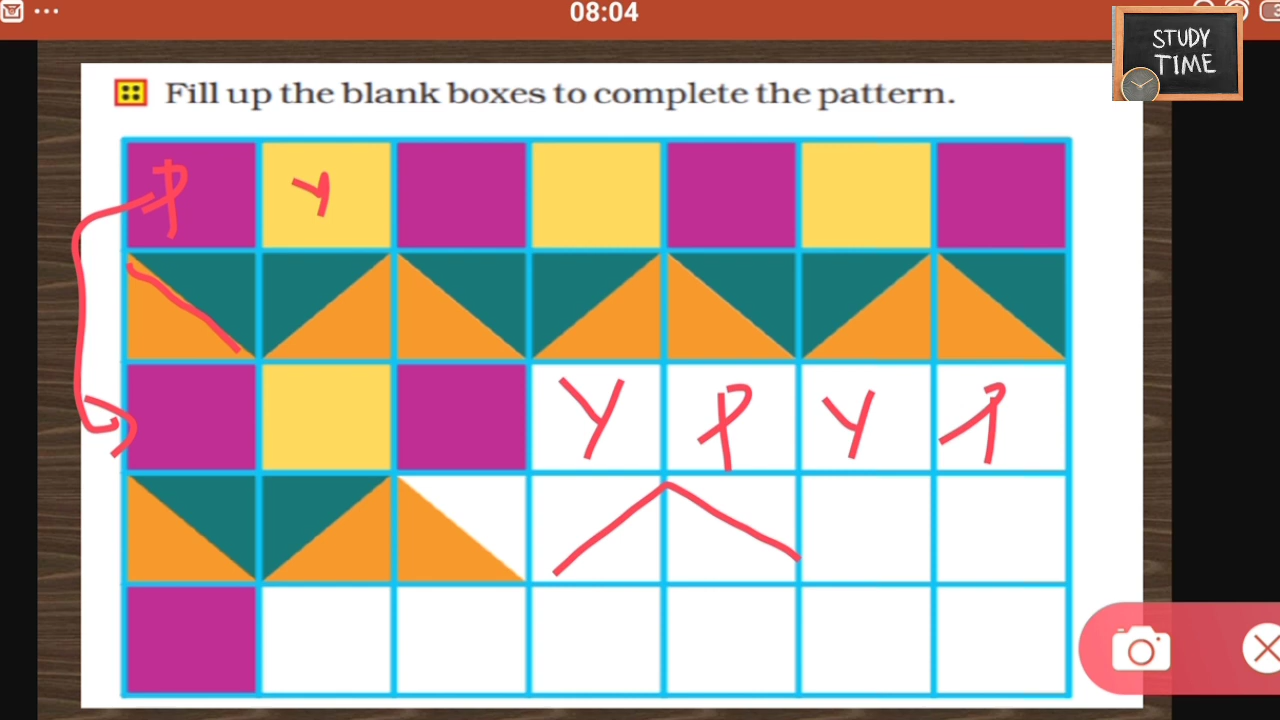 08:04
STUDY
TIME
Fill up the blank boxes to complete the pattern.
P Y
Y P Y P